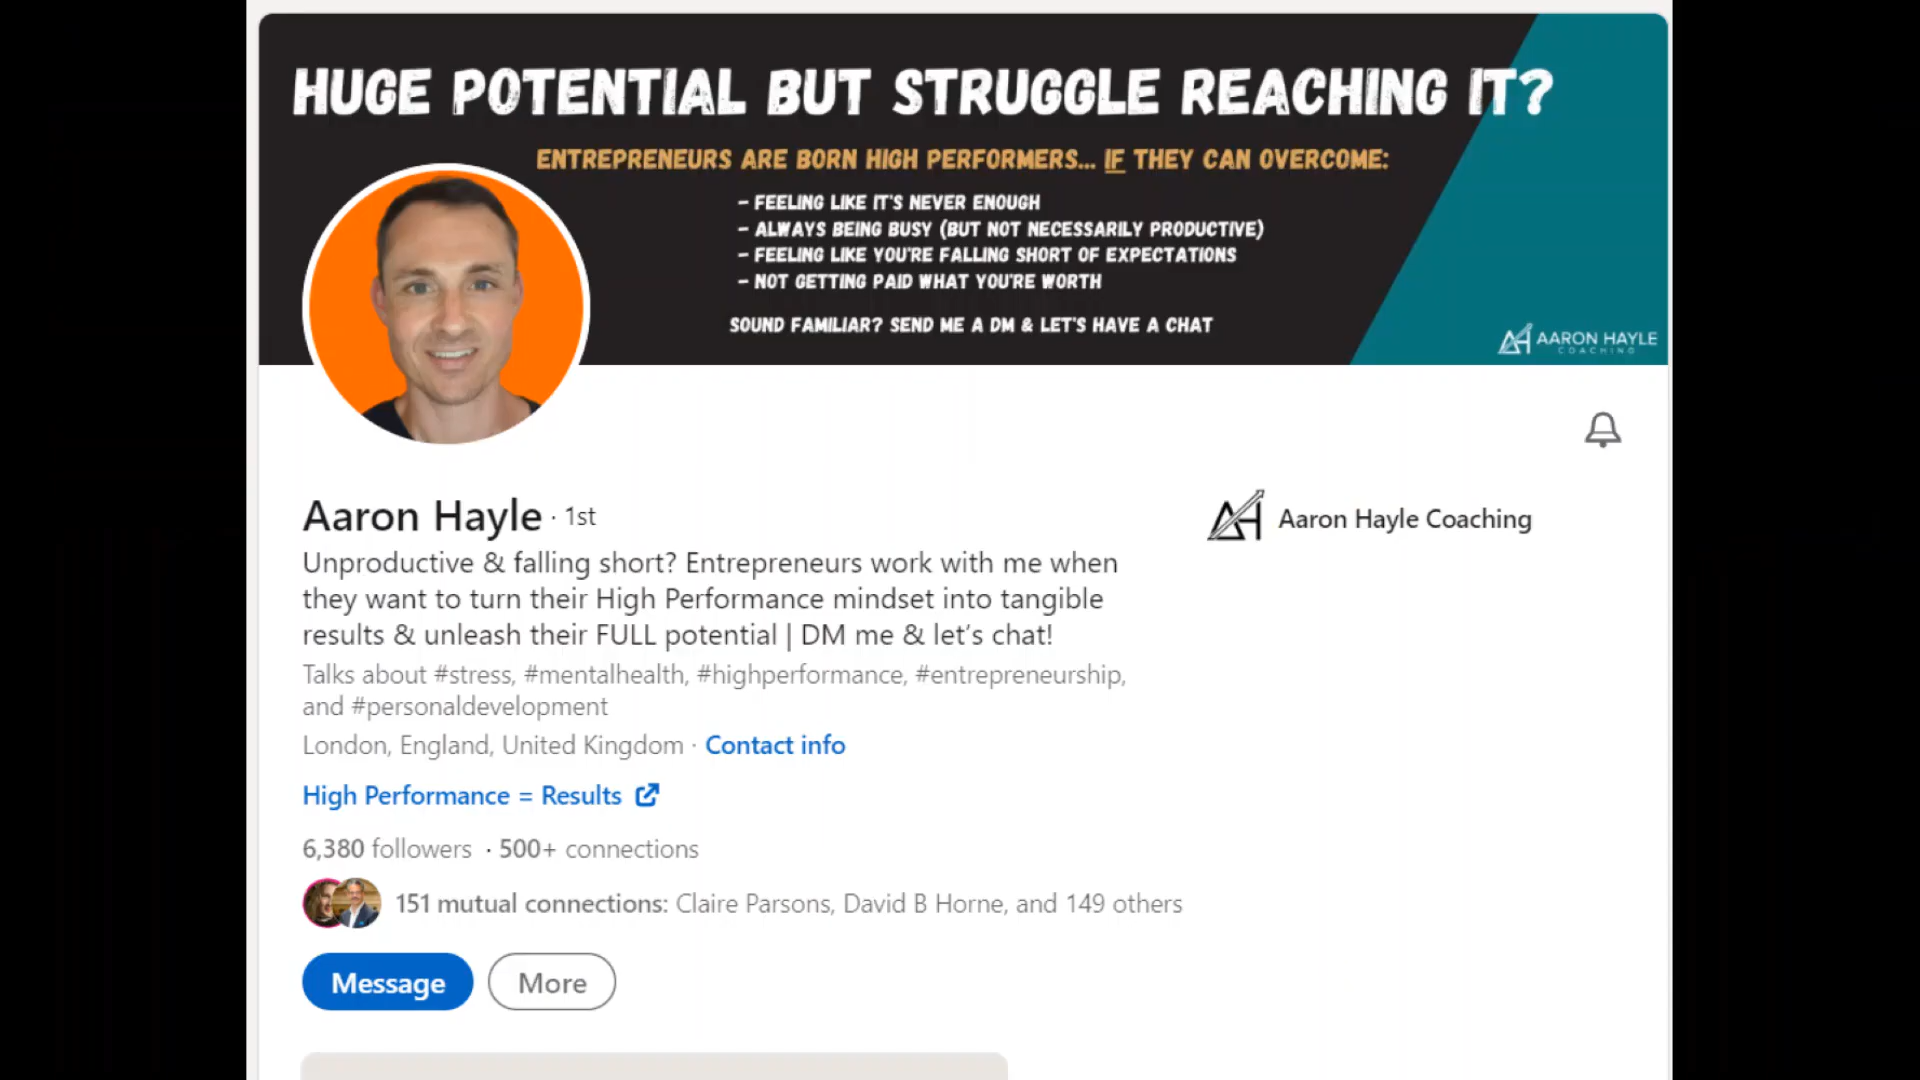 HUGE POTENTIAL BUT STRUGGLE REACHING IT?
ENTREPRENEURS ARE BORN HIGH PERFORMERS... IF THEY CAN OVERCOME:
- FEELING LIKE IT'S NEVER ENOUGH
- ALWAYS BEING BUSY (BUT NOT NECESSARILY PRODUCTIVE)
- FEELING LIKE YOU'RE FALLING SHORT OF EXPECTATIONS
- NOT GETTING PAID WHAT YOU'RE WORTH
SOUND FAMILIAR? SEND ME A DM & LET'S HAVE A CHAT
AH AARON HAYLE
COACHING
Aaron Hayle · 1st
AH Aaron Hayle Coaching
Unproductive & falling short? Entrepreneurs work with me when
they want to turn their High Performance mindset into tangible
results & unleash their FULL potential | DM me & let's chat!
Talks about #stress, #mentalhealth, #highperformance, #entrepreneurship,
and #personaldevelopment
London, England, United Kingdom · Contact info
High Performance = Results
6,380 followers · 500+ connections
151 mutual connections: Claire Parsons, David B Horne, and 149 others
Message
More